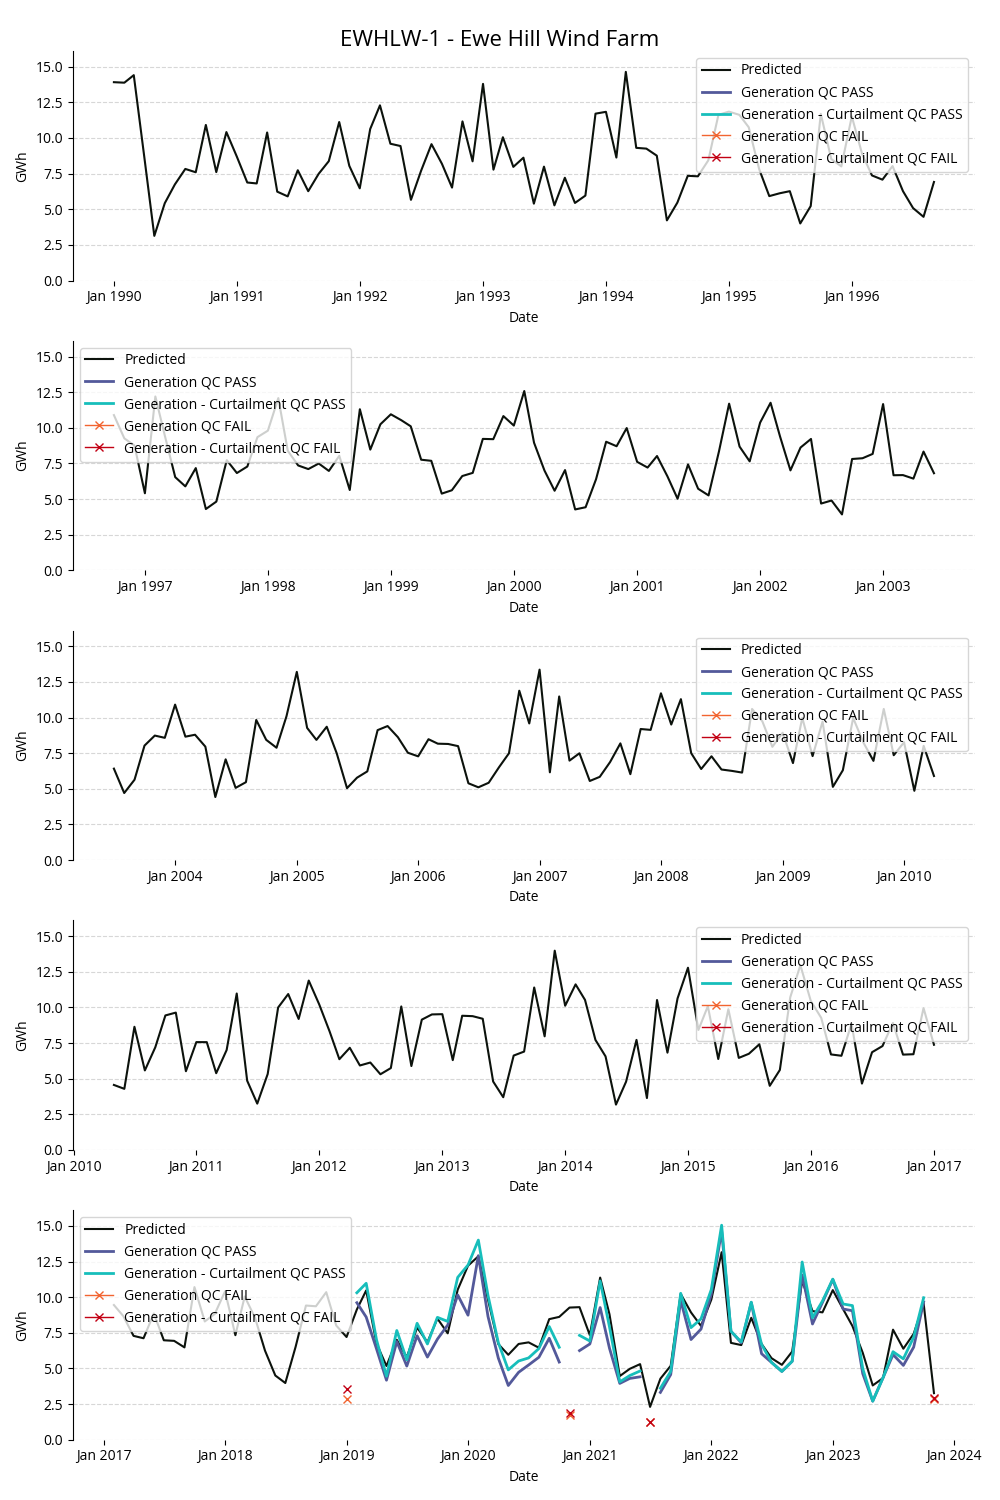 EWHLW-1 - Ewe Hill Wind Farm
GWh
15.0
12.5
10.0
7.5
5.0
2.5
0.0
Predicted
Generation QC PASS
Generation - Curtailment QC PASS
Generation QC FAIL
Generation - Curtailment QC FAIL
Jan 1990 Jan 1991 Jan 1992 Jan 1993 Jan 1994 Jan 1995 Jan 1996
Date
GWh
15.0
12.5
10.0
7.5
5.0
2.5
0.0
Predicted
Generation QC PASS
Generation - Curtailment QC PASS
Generation QC FAIL
Generation - Curtailment QC FAIL
Jan 1997 Jan 1998 Jan 1999 Jan 2000 Jan 2001 Jan 2002 Jan 2003
Date
GWh
15.0
12.5
10.0
7.5
5.0
2.5
0.0
Predicted
Generation QC PASS
Generation - Curtailment QC PASS
Generation QC FAIL
Generation - Curtailment QC FAIL
Jan 2004 Jan 2005 Jan 2006 Jan 2007 Jan 2008 Jan 2009 Jan 2010
Date
GWh
15.0
12.5
10.0
7.5
5.0
2.5
0.0
Predicted
Generation QC PASS
Generation - Curtailment QC PASS
Generation QC FAIL
Generation - Curtailment QC FAIL
Jan 2010 Jan 2011 Jan 2012 Jan 2013 Jan 2014 Jan 2015 Jan 2016 Jan 2017
Date
GWh
15.0
12.5
10.0
7.5
5.0
2.5
0.0
Predicted
Generation QC PASS
Generation - Curtailment QC PASS
Generation QC FAIL
Generation - Curtailment QC FAIL
Jan 2017 Jan 2018 Jan 2019 Jan 2020 Jan 2021 Jan 2022 Jan 2023 Jan 2024
Date